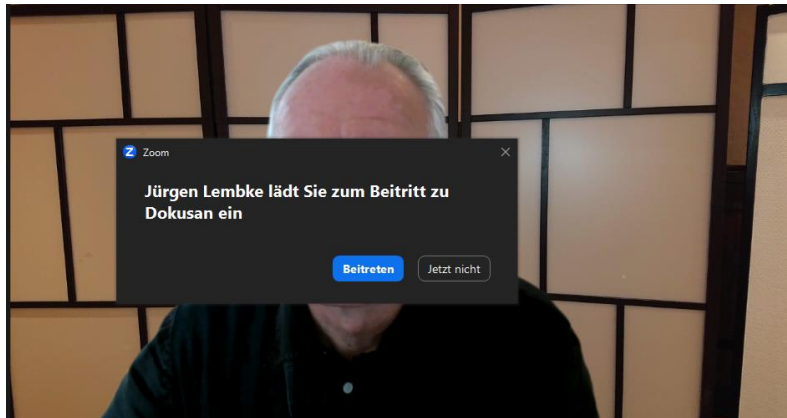 Zoom
Jürgen Lembke lädt Sie zum Beitritt zu
Dokusan ein
Beitreten
Jetzt nicht